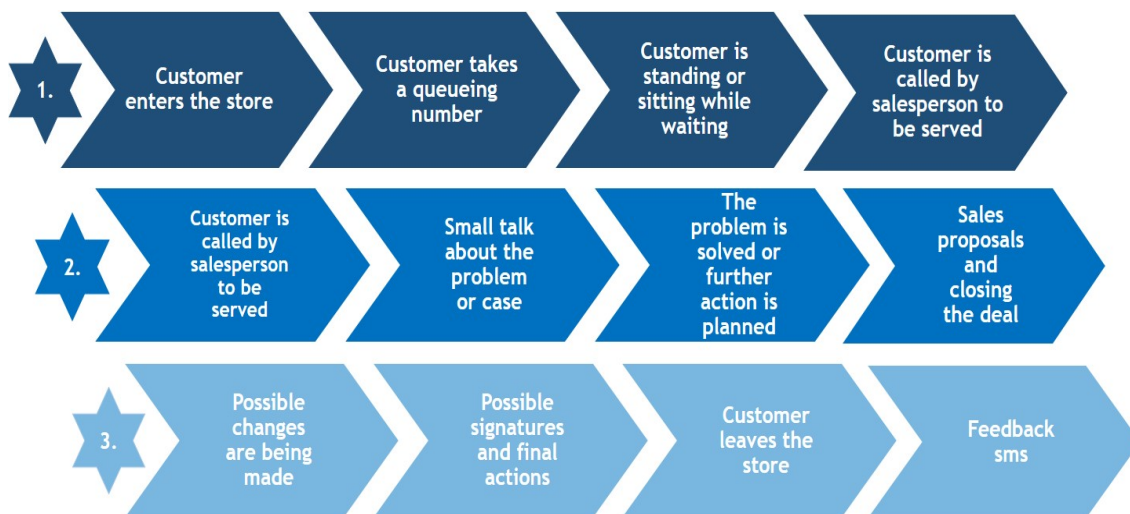 1.
Customer
enters the store
Customer takes
a queueing
number
Customer is
standing or
sitting while
waiting
Customer is
called by
salesperson to
be served
2.
Customer is
called by
salesperson
to be
served
Small talk
about the
problem
or case
The
problem is
solved or
further
action is
planned
Sales
proposals
and
closing
the deal
3.
Possible
changes
are being
made
Possible
signatures
and final
actions
Customer
leaves the
store
Feedback
sms